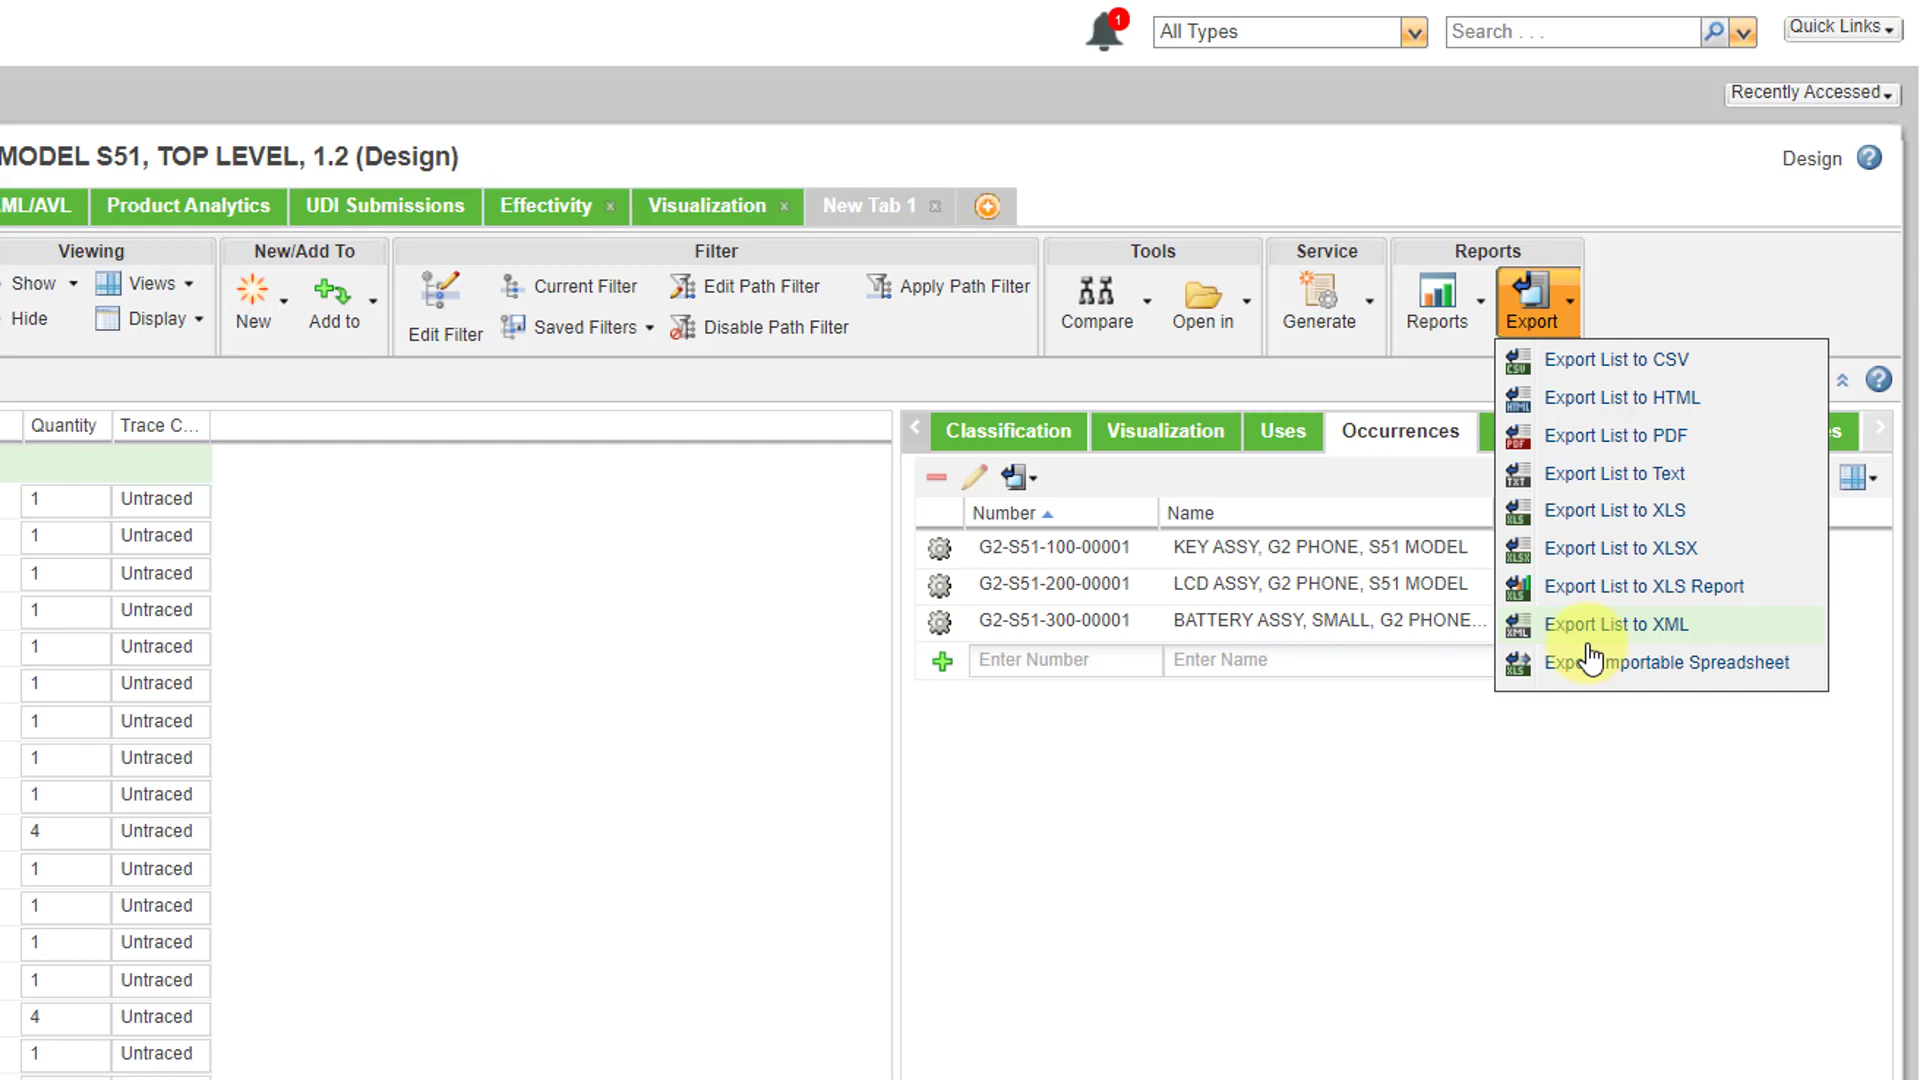 1
All Types
Search . . .
Quick Links
Recently Accessed
MODEL S51, TOP LEVEL, 1.2 (Design)
Design
ML/AVL
Product Analytics
UDI Submissions
Effectivity
Visualization
New Tab 1
Viewing
New/Add To
Filter
Tools
Service
Reports
Show
Views
Hide
Display
New
Add to
Edit Filter
Current Filter
Saved Filters
Edit Path Filter
Disable Path Filter
Apply Path Filter
Compare
Open in
Generate
Reports
Export
Export List to CSV
Export List to HTML
Export List to PDF
Export List to Text
Export List to XLS
Export List to XLSX
Export List to XLS Report
Export List to XML
Importable Spreadsheet
Quantity Trace C...
1 Untraced
1 Untraced
1 Untraced
1 Untraced
1 Untraced
1 Untraced
1 Untraced
1 Untraced
1 Untraced
4 Untraced
1 Untraced
1 Untraced
1 Untraced
1 Untraced
4 Untraced
1 Untraced
Classification
Visualization
Uses
Occurrences
es
Number Name
G2-S51-100-00001 KEY ASSY, G2 PHONE, S51 MODEL
G2-S51-200-00001 LCD ASSY, G2 PHONE, S51 MODEL
G2-S51-300-00001 BATTERY ASSY, SMALL, G2 PHONE...
Enter Number Enter Name